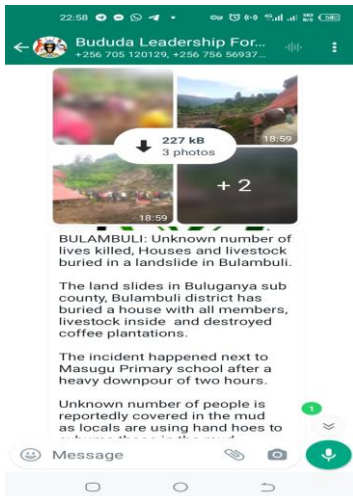 22:58
58
Bududa Leadership For...
+256 705 120129, +256 756 56937...
227 kB
3 photos
18:59
18:59
+ 2
BULAMBULI: Unknown number of
lives killed, Houses and livestock
buried in a landslide in Bulambuli.
The land slides in Buluganya sub
county, Bulambuli district has
buried a house with all members,
livestock inside and destroyed
coffee plantations.
The incident happened next to
Masugu Primary school after a
heavy downpour of two hours.
Unknown number of people is
reportedly covered in the mud
as locals are using hand hoes to
1
Message